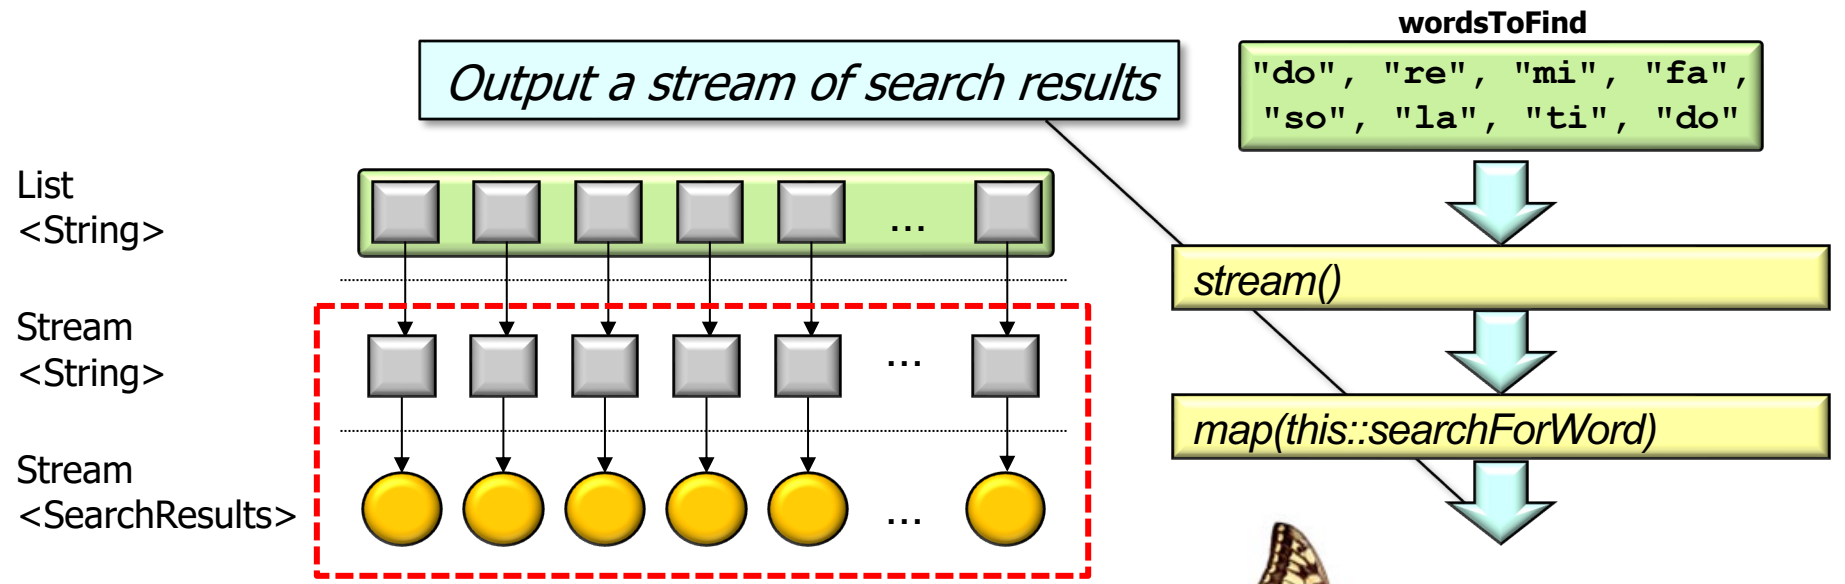 wordsToFind
"do", "re", "mi", "fa",
"so", "la", "ti", "do"
Output a stream of search results
List
<String>
...
stream()
Stream
<String>
...
map(this::searchForWord)
Stream
<SearchResults>
...